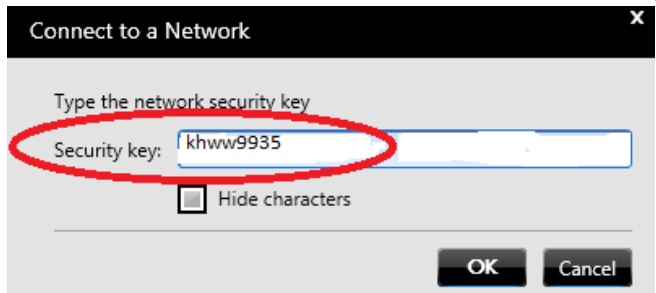 Connect to a Network
x
Type the network security key
Security key: khww9935
Hide characters
OK Cancel